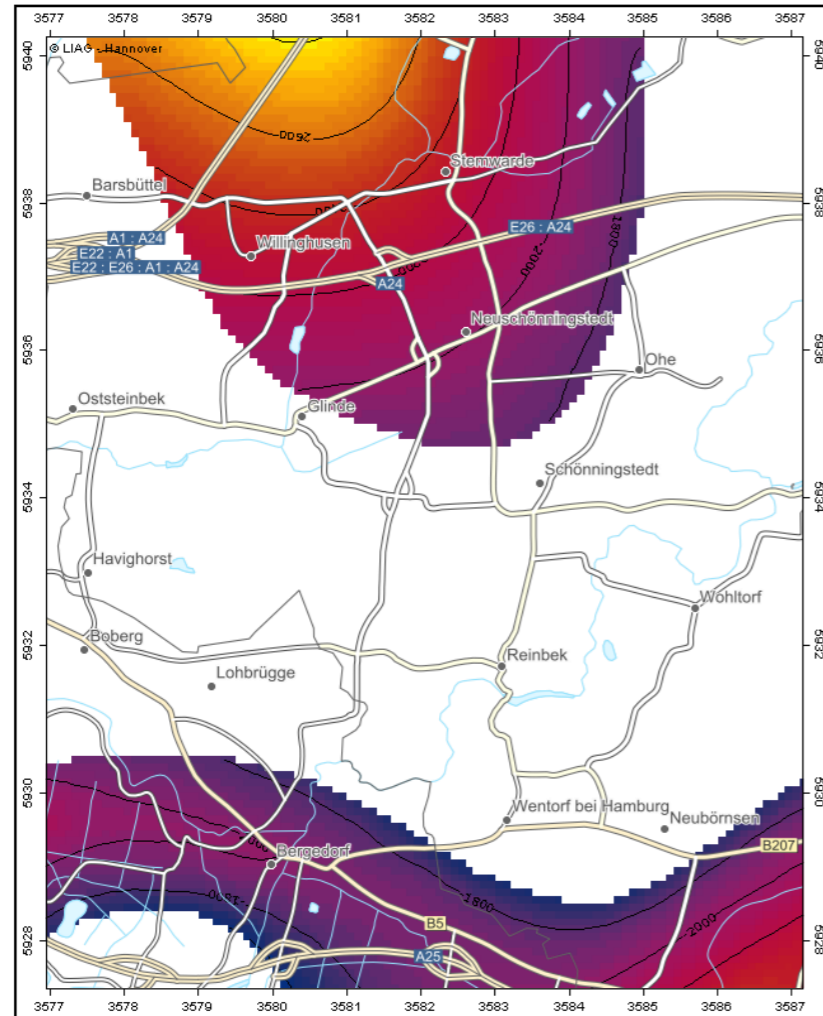 3577 3578 3579 3580 3581 3582 3583 3584 3585 3586 3587
© LIAG - Hannover
5940 5940
-2600
Stemwarde
Barsbüttel
5938 5938
A1 : A24
E26 : A24
E22 : A1
Willinghusen
-1800
E22 : E26 : A1 : A24
-2000
A24
Neuschönningstedt
5936 5936
Ohe
Oststeinbek
Glinde
Schönningstedt
5934 5934
Havighorst
Wohltorf
Boberg
5932 5932
Reinbek
Lohbrügge
5930 5930
Wentorf bei Hamburg
Neubörnsen
B207
Bergedorf
-1800
B5
-2000
5928 5928
A25
3577 3578 3579 3580 3581 3582 3583 3584 3585 3586 3587